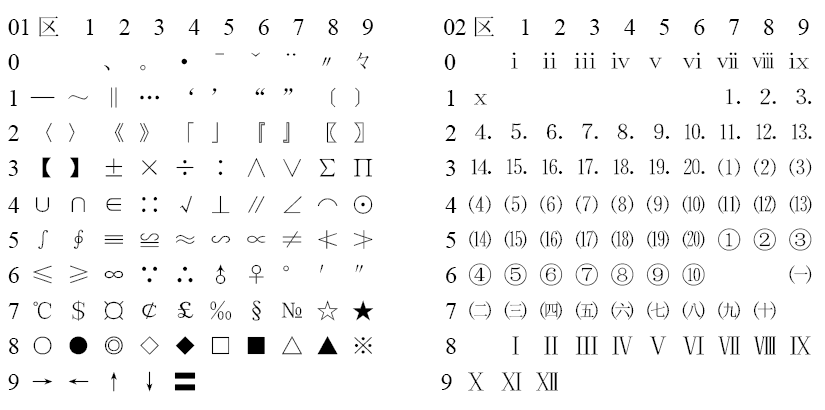 01 区 1 2 3 4 5 6 7 8 9
0 、 。 • ˉ ˇ ¨ 〃 々
1 — ～ ‖ … ‘ ’ “ ” 〔 〕
2 〈 〉 《 》 「 」 『 』 〖 〗
3 【 】 ± × ÷ ∶ ∧ ∨ ∑ ∏
4 ∪ ∩ ∈ ∷ √ ⊥ ∥ ∠ ⌒ ⊙
5 ∫ ∮ ≡ ≌ ≈ ∽ ∝ ≠ ≮ ≯
6 ≤ ≥ ∞ ∵ ∴ ♂ ♀ ° ′ ″
7 ℃ $ ¤ ¢ £ ‰ § № ☆ ★
8 ○ ● ◎ ◇ ◆ □ ■ △ ▲ ※
9 → ← ↑ ↓ 〓
02 区 1 2 3 4 5 6 7 8 9
0 ⅰ ⅱ ⅲ ⅳ ⅴ ⅵ ⅶ ⅷ ⅸ
1 ⅹ ⒈ ⒉ ⒊
2 ⒋ ⒌ ⒍ ⒎ ⒏ ⒐ ⒑ ⒒ ⒓ ⒔
3 ⒕ ⒖ ⒗ ⒘ ⒙ ⒚ ⒛ ⑴ ⑵ ⑶
4 ⑷ ⑸ ⑹ ⑺ ⑻ ⑼ ⑽ ⑾ ⑿ ⒀
5 ⒁ ⒂ ⒃ ⒄ ⒅ ⒆ ⒇ ① ② ③
6 ④ ⑤ ⑥ ⑦ ⑧ ⑨ ⑩ ㈠
7 ㈡ ㈢ ㈣ ㈤ ㈥ ㈦ ㈧ ㈨ ㈩
8 Ⅰ Ⅱ Ⅲ Ⅳ Ⅴ Ⅵ Ⅶ Ⅷ Ⅸ
9 Ⅹ Ⅺ Ⅻ